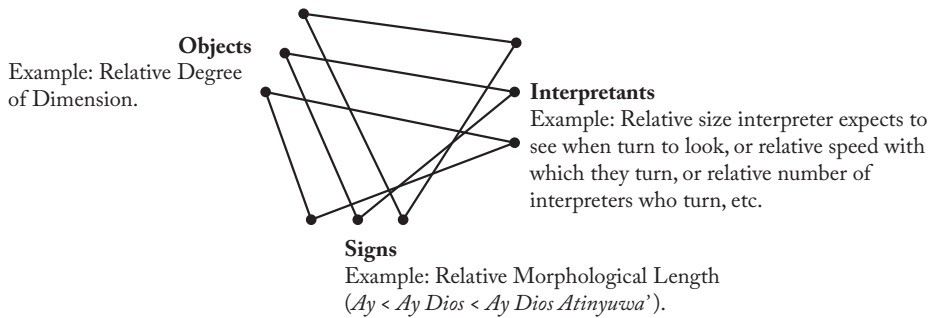 Objects
Example: Relative Degree
of Dimension.
Interpretants
Example: Relative size interpreter expects to
see when turn to look, or relative speed with
which they turn, or relative number of
interpreters who turn, etc.
Signs
Example: Relative Morphological Length
(Ay < Ay Dios < Ay Dios Atinyuwa’).